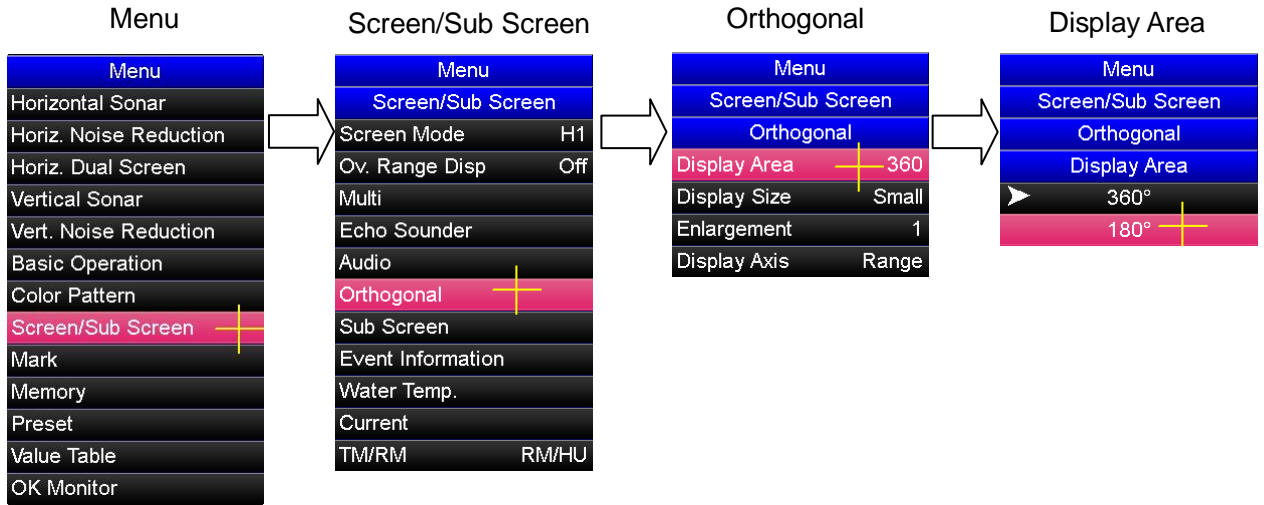 Menu
Menu
Horizontal Sonar
Horiz. Noise Reduction
Horiz. Dual Screen
Vertical Sonar
Vert. Noise Reduction
Basic Operation
Color Pattern
Screen/Sub Screen
Mark
Memory
Preset
Value Table
OK Monitor
Screen/Sub Screen
Menu
Screen/Sub Screen
Screen Mode H1
Ov. Range Disp Off
Multi
Echo Sounder
Audio
Orthogonal
Sub Screen
Event Information
Water Temp.
Current
TM/RM RM/HU
Orthogonal
Menu
Screen/Sub Screen
Orthogonal
Display Area 360
Display Size Small
Enlargement 1
Display Axis Range
Display Area
Menu
Screen/Sub Screen
Orthogonal
Display Area
360°
180°